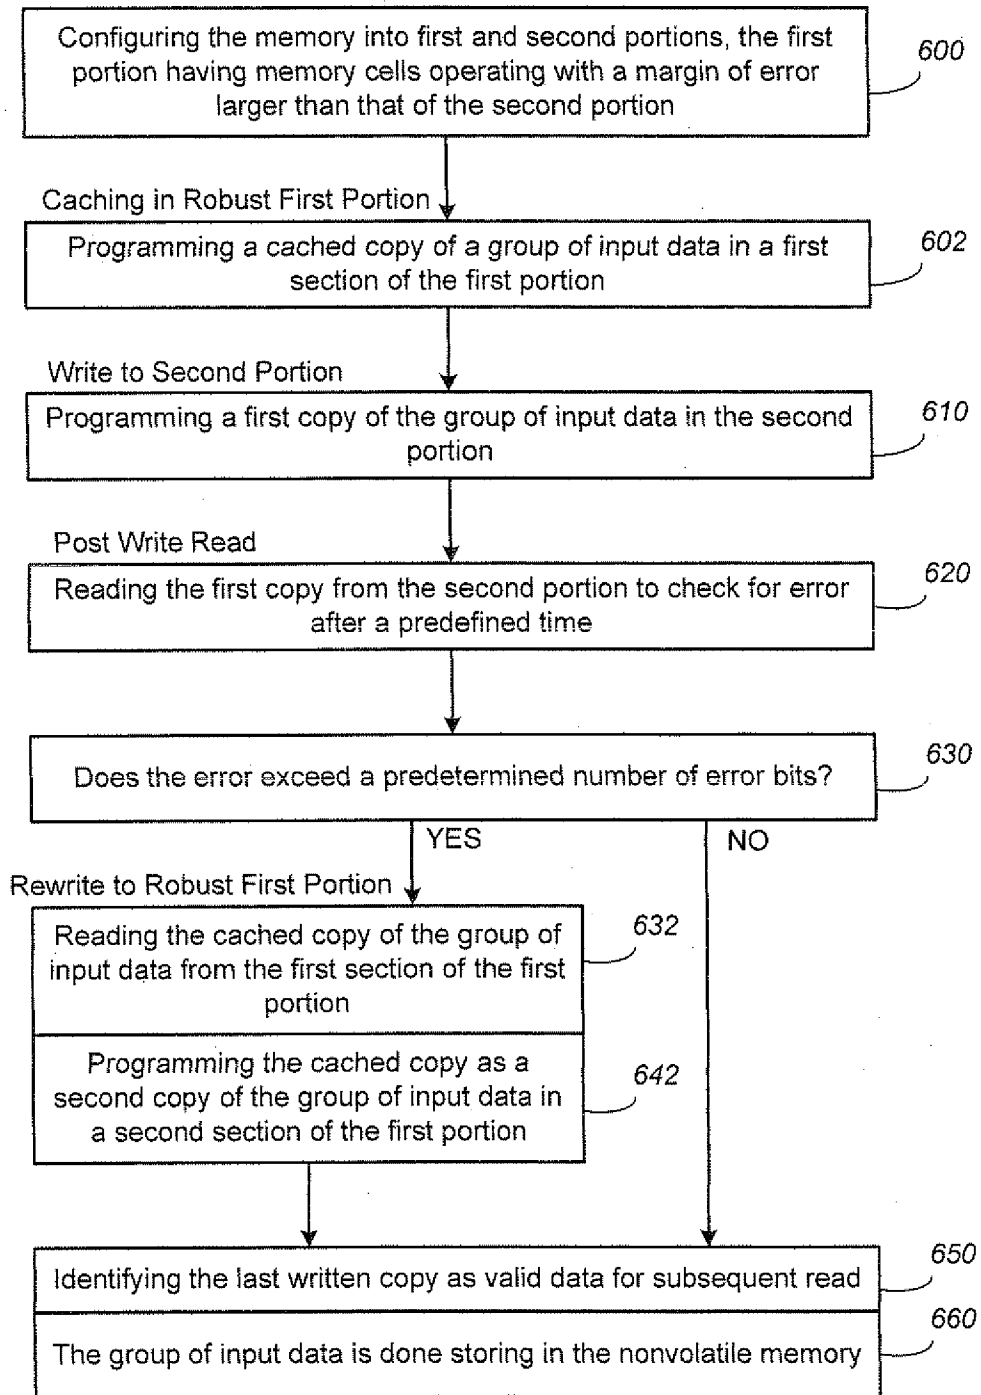 Configuring the memory into first and second portions, the first
portion having memory cells operating with a margin of error
larger than that of the second portion
600
Caching in Robust First Portion
Programming a cached copy of a group of input data in a first
section of the first portion
602
Write to Second Portion
Programming a first copy of the group of input data in the second
portion
610
Post Write Read
Reading the first copy from the second portion to check for error
after a predefined time
620
Does the error exceed a predetermined number of error bits?
630
YES
NO
Rewrite to Robust First Portion
Reading the cached copy of the group of
input data from the first section of the first
portion
632
Programming the cached copy as a
second copy of the group of input data in
a second section of the first portion
642
Identifying the last written copy as valid data for subsequent read
650
The group of input data is done storing in the nonvolatile memory
660